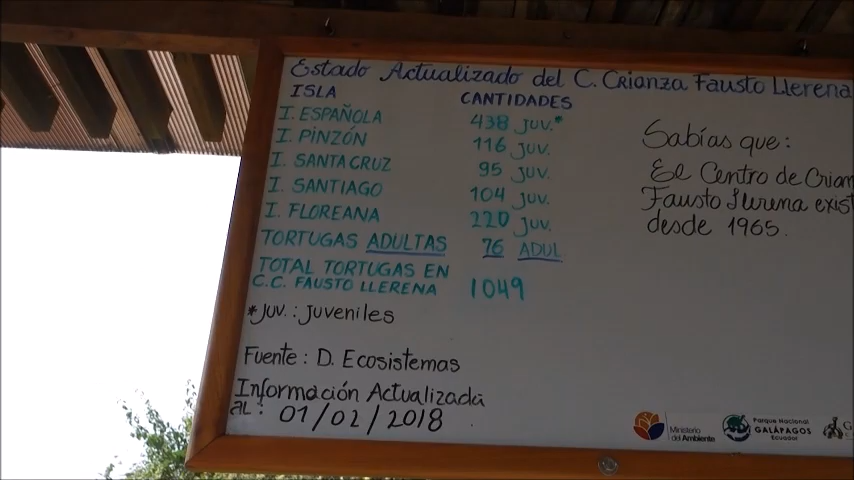 Estado Actualizado del C. Crianza Fausto Llerena
ISLA CANTIDADES
I. ESPAÑOLA 438 JUV.*
I. PINZÓN 116 JUV.
I. SANTA CRUZ 95 JUV.
I. SANTIAGO 104 JUV.
I. FLOREANA 220 JUV.
TORTUGAS ADULTAS 76 ADUL
TOTAL TORTUGAS EN
C.C. FAUSTO LLERENA 1049
*JUV. : Juveniles
Fuente : D. Ecosistemas
Información Actualizada
AL : 01/02/2018
Sabías que :
El Centro de Crian
Fausto Llerena exist
desde 1965.
Ministerio
del Ambiente
Parque Nacional
GALÁPAGOS
Ecuador